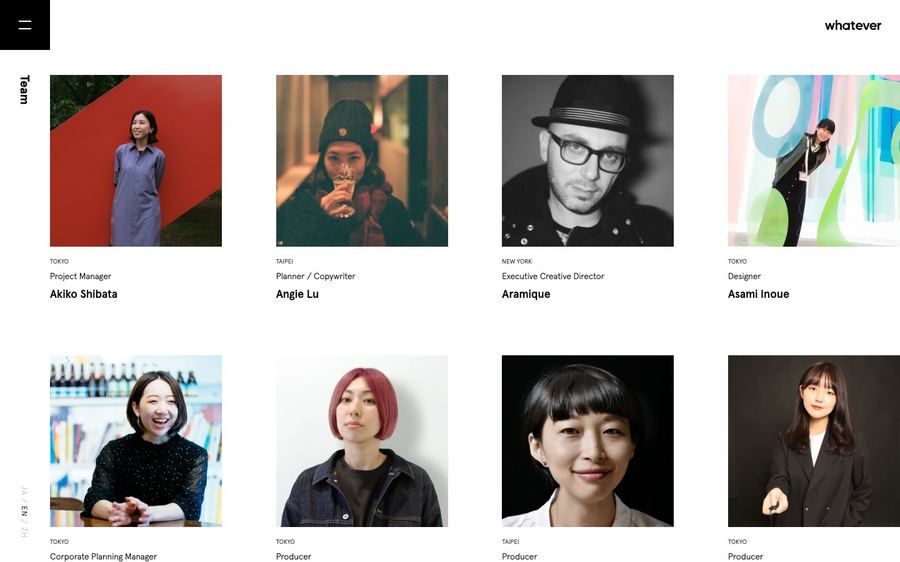 whatever
Team
TOKYO
Project Manager
Akiko Shibata
TAIPEI
Planner / Copywriter
Angie Lu
NEW YORK
Executive Creative Director
Aramique
TOKYO
Designer
Asami Inoue
JA / EN / ZH
TOKYO
Corporate Planning Manager
TOKYO
Producer
TAIPEI
Producer
TOKYO
Producer